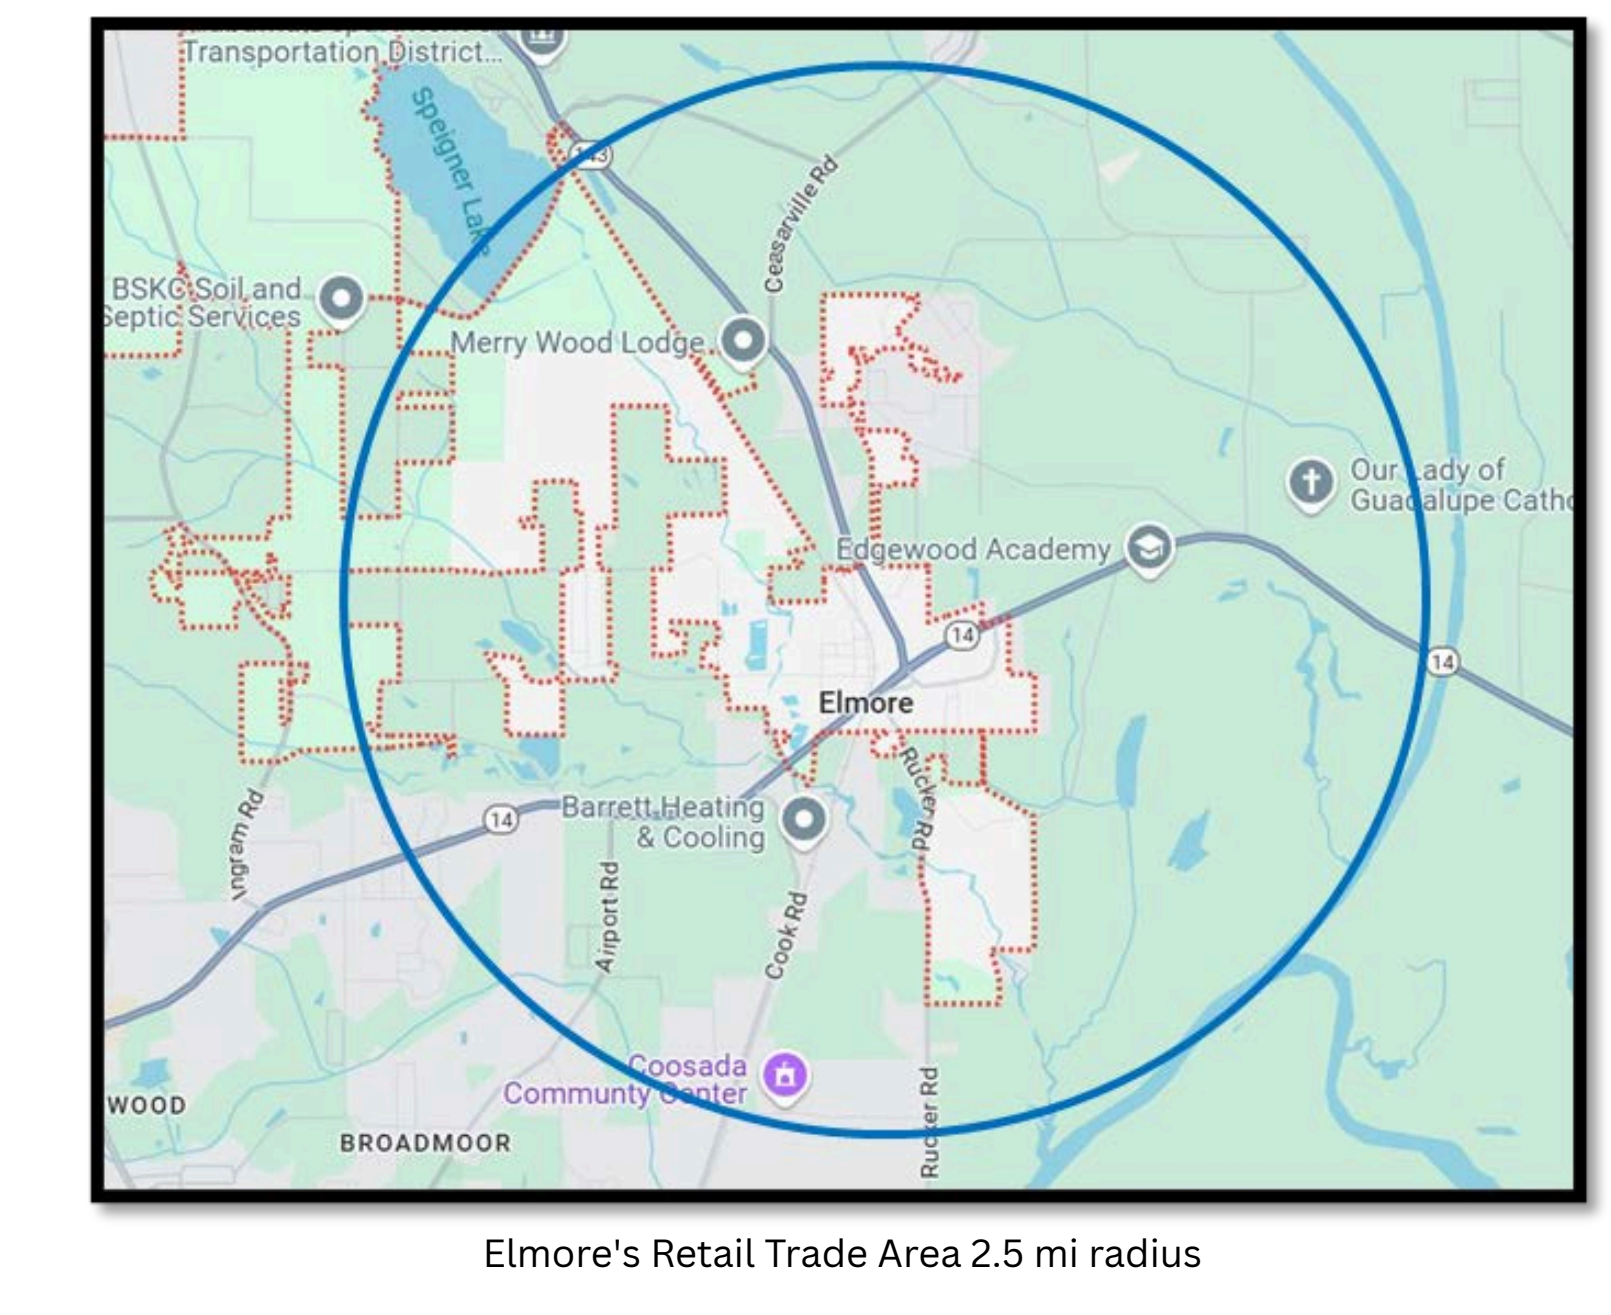 Transportation District...
Speigner Lake
143
Ceasarville Rd
BSKC Soil and
Septic Services
Merry Wood Lodge
Our Lady of
Guadalupe Catho
Edgewood Academy
14
14
Elmore
Rucker Rd
Barrett Heating
& Cooling
14
Ingram Rd
Airport Rd
Cook Rd
Coosada
Communty Center
Rucker Rd
WOOD
BROADMOOR
Elmore's Retail Trade Area 2.5 mi radius